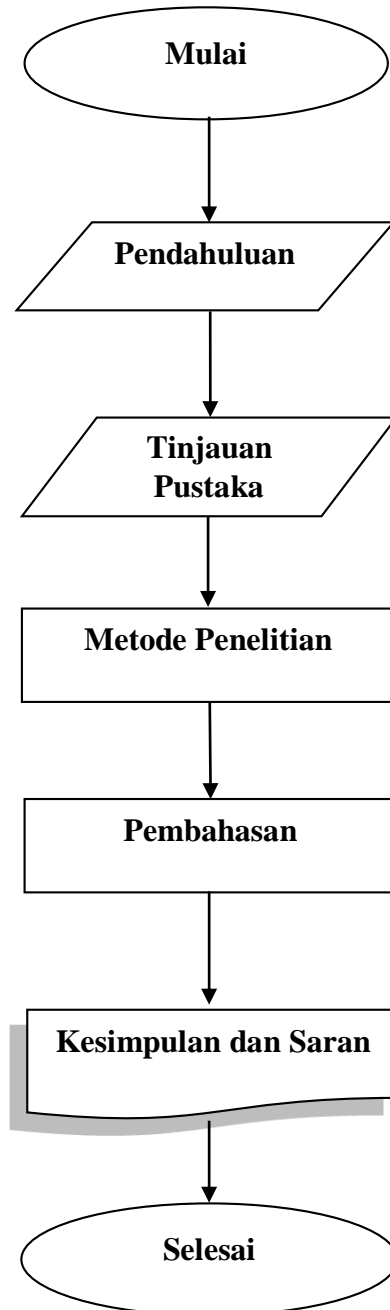 Mulai
Pendahuluan
Tinjauan
Pustaka
Metode Penelitian
Pembahasan
Kesimpulan dan Saran
Selesai